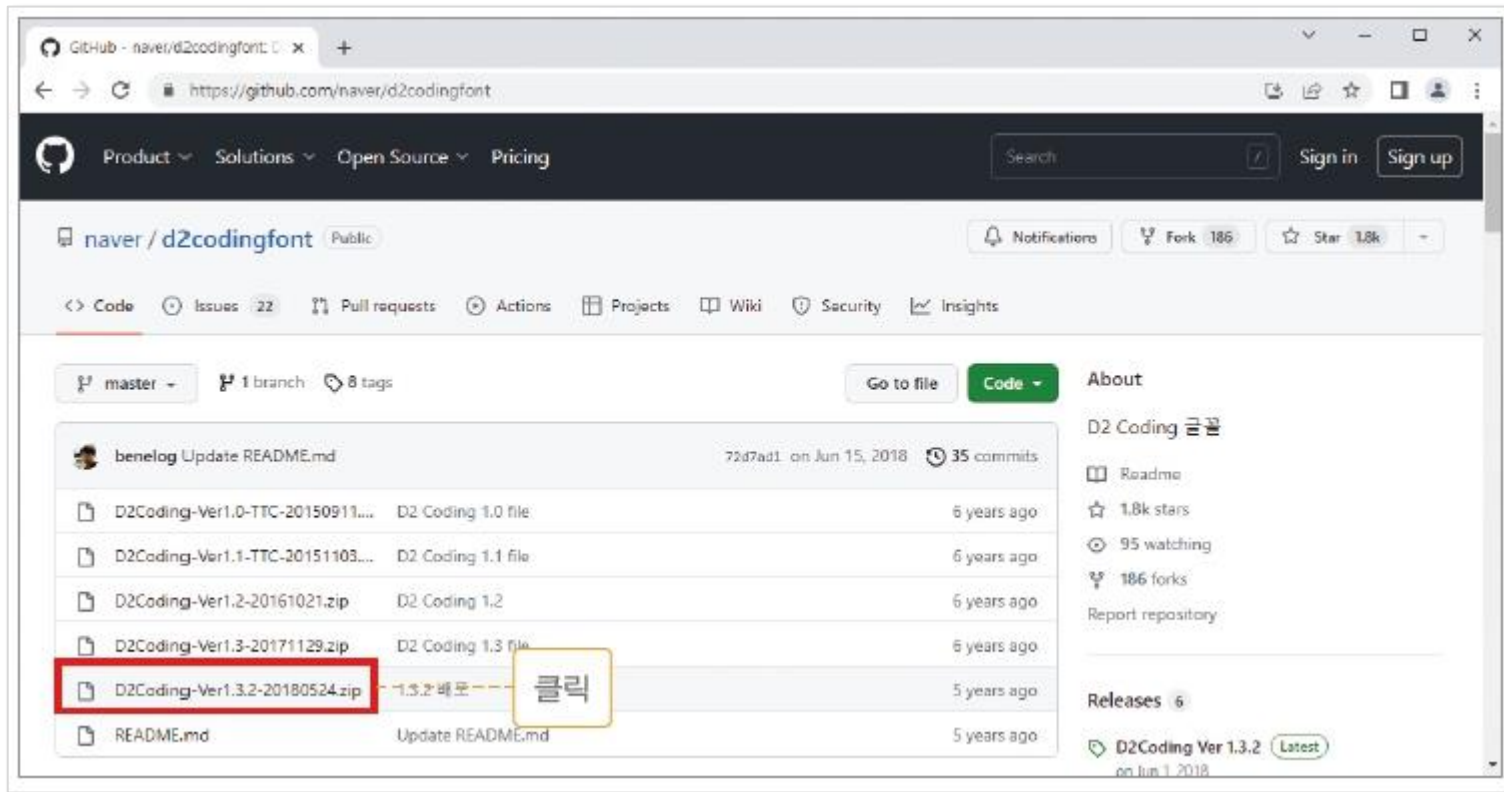 GitHub - naver/d2codingfont: D
https://github.com/naver/d2codingfont
Product Solutions Open Source Pricing Search / Sign in Sign up
naver / d2codingfont Public Notifications Fork 186 Star 1.8k
<> Code Issues 22 Pull requests Actions Projects Wiki Security Insights
master 1 branch 8 tags Go to file Code
benelog Update README.md 72d7ad1 on Jun 15, 2018 35 commits
D2Coding-Ver1.0-TTC-20150911.... D2 Coding 1.0 file 6 years ago
D2Coding-Ver1.1-TTC-20151103.... D2 Coding 1.1 file 6 years ago
D2Coding-Ver1.2-20161021.zip D2 Coding 1.2 6 years ago
D2Coding-Ver1.3-20171129.zip D2 Coding 1.3 file 6 years ago
D2Coding-Ver1.3.2-20180524.zip 1.3.2 배포 클릭 5 years ago
README.md Update README.md 5 years ago
About
D2 Coding 글꼴
Readme
1.8k stars
95 watching
186 forks
Report repository
Releases 6
D2Coding Ver 1.3.2 Latest
on Jun 1, 2018